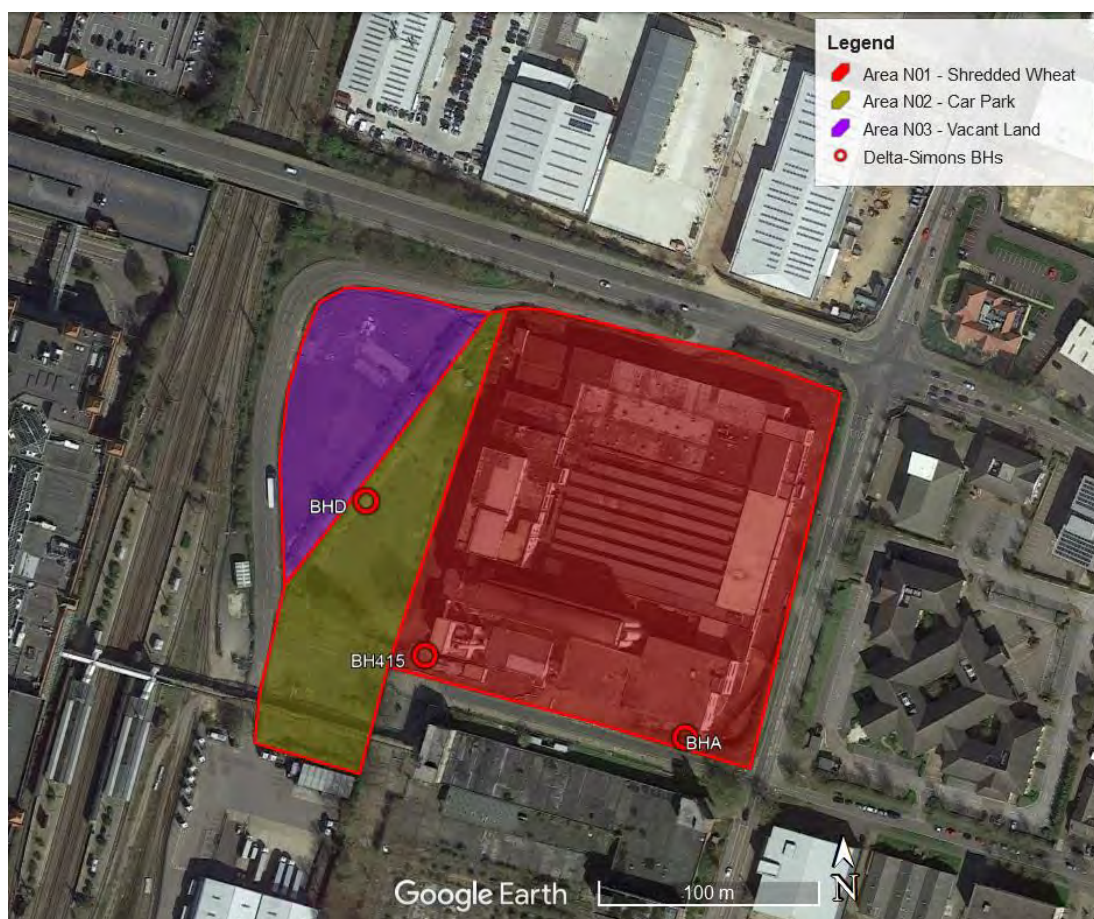 Legend
Area N01 - Shredded Wheat
Area N02 - Car Park
Area N03 - Vacant Land
Delta-Simons BHs
BHD
BH415
BHA
Google Earth
100 m
N